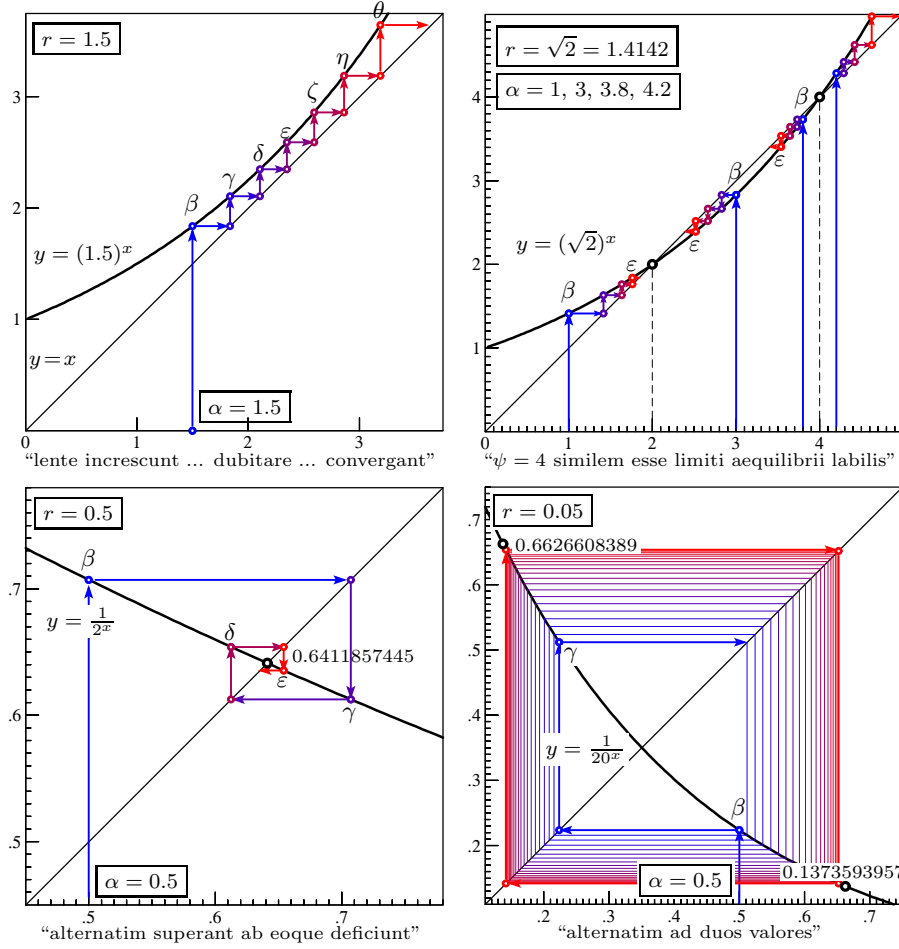 θ
r = 1.5
η
3
ζ
ε
δ
γ
β
2
y = (1.5)^x
1
y = x
α = 1.5
0
1
2
3
“lente increscunt ... dubitare ... convergant”
r = √2 = 1.4142
α = 1, 3, 3.8, 4.2
4
β
ε
3
β
y = (√2)^x
ε
ε
2
β
1
0
1
2
3
4
“ψ = 4 similem esse limiti aequilibrii labilis”
r = 0.5
β
.7
y = 1/2^x
δ
0.6411857445
ε
γ
.6
.5
α = 0.5
.5
.6
.7
“alternatim superant ab eoque deficiunt”
r = 0.05
.7
0.6626608389
.6
γ
.5
.4
y = 1/20^x
.3
β
.2
α = 0.5
0.1373593957
.2
.3
.4
.5
.6
.7
“alternatim ad duos valores”